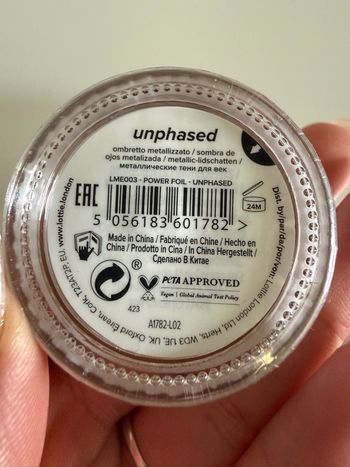 unphased
ombretto metallizzato / sombra de
ojos metalizada / metallic-lidschatten /
металлические тени для век
LME003 - POWER FOIL - UNPHASED
EAC
5 056183 601782 >
24M
Made in China / Fabriqué en Chine / Hecho en
China / Prodotto in Cina / In China Hergestellt /
Сделано В Китае
®
PETA APPROVED
Vegan | Global Animal Test Policy
423
A1782-L02
Dist. by/par/da/por/von: Lottie London Ltd, Herts, WD3 1JE, UK. Oxford Eirean, Cork, T23AT2P, EU.
www.lottie.london